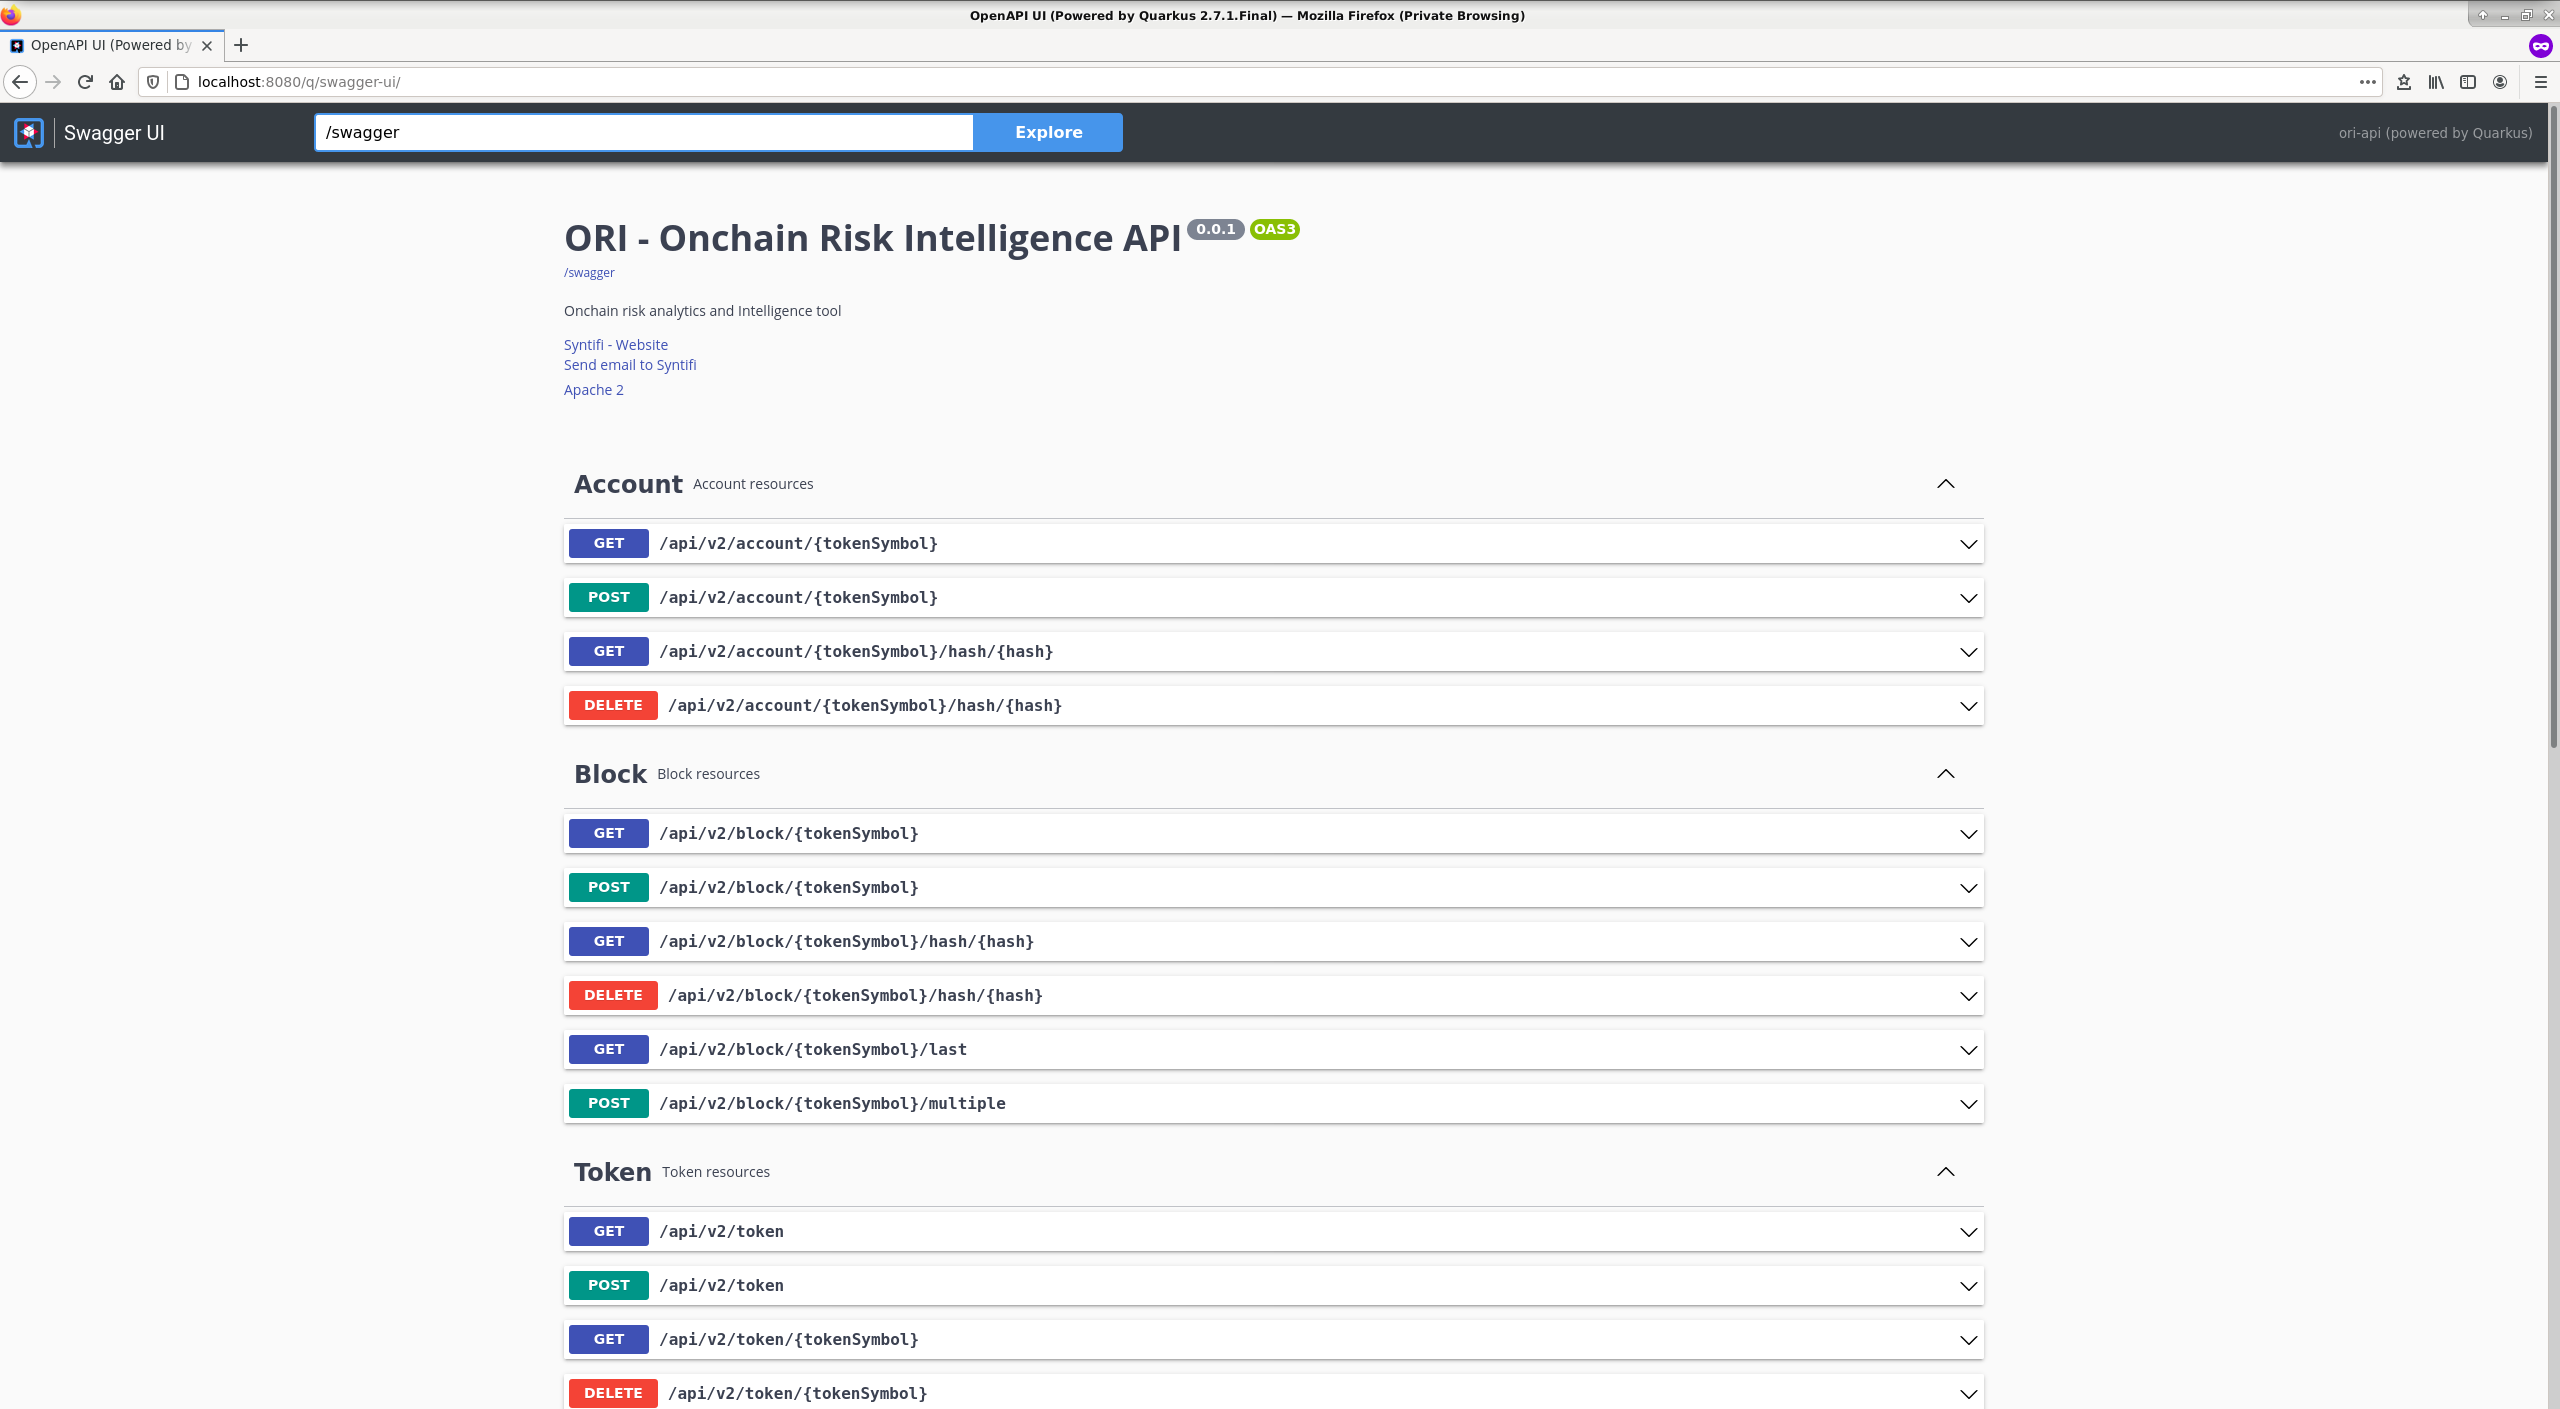 OpenAPI UI (Powered by Quarkus 2.7.1.Final) — Mozilla Firefox (Private Browsing)
OpenAPI UI (Powered by
localhost:8080/q/swagger-ui/
Swagger UI
/swagger
Explore
ori-api (powered by Quarkus)
ORI - Onchain Risk Intelligence API 0.0.1 OAS3
/swagger
Onchain risk analytics and Intelligence tool
Syntifi - Website
Send email to Syntifi
Apache 2
Account Account resources
GET /api/v2/account/{tokenSymbol}
POST /api/v2/account/{tokenSymbol}
GET /api/v2/account/{tokenSymbol}/hash/{hash}
DELETE /api/v2/account/{tokenSymbol}/hash/{hash}
Block Block resources
GET /api/v2/block/{tokenSymbol}
POST /api/v2/block/{tokenSymbol}
GET /api/v2/block/{tokenSymbol}/hash/{hash}
DELETE /api/v2/block/{tokenSymbol}/hash/{hash}
GET /api/v2/block/{tokenSymbol}/last
POST /api/v2/block/{tokenSymbol}/multiple
Token Token resources
GET /api/v2/token
POST /api/v2/token
GET /api/v2/token/{tokenSymbol}
DELETE /api/v2/token/{tokenSymbol}